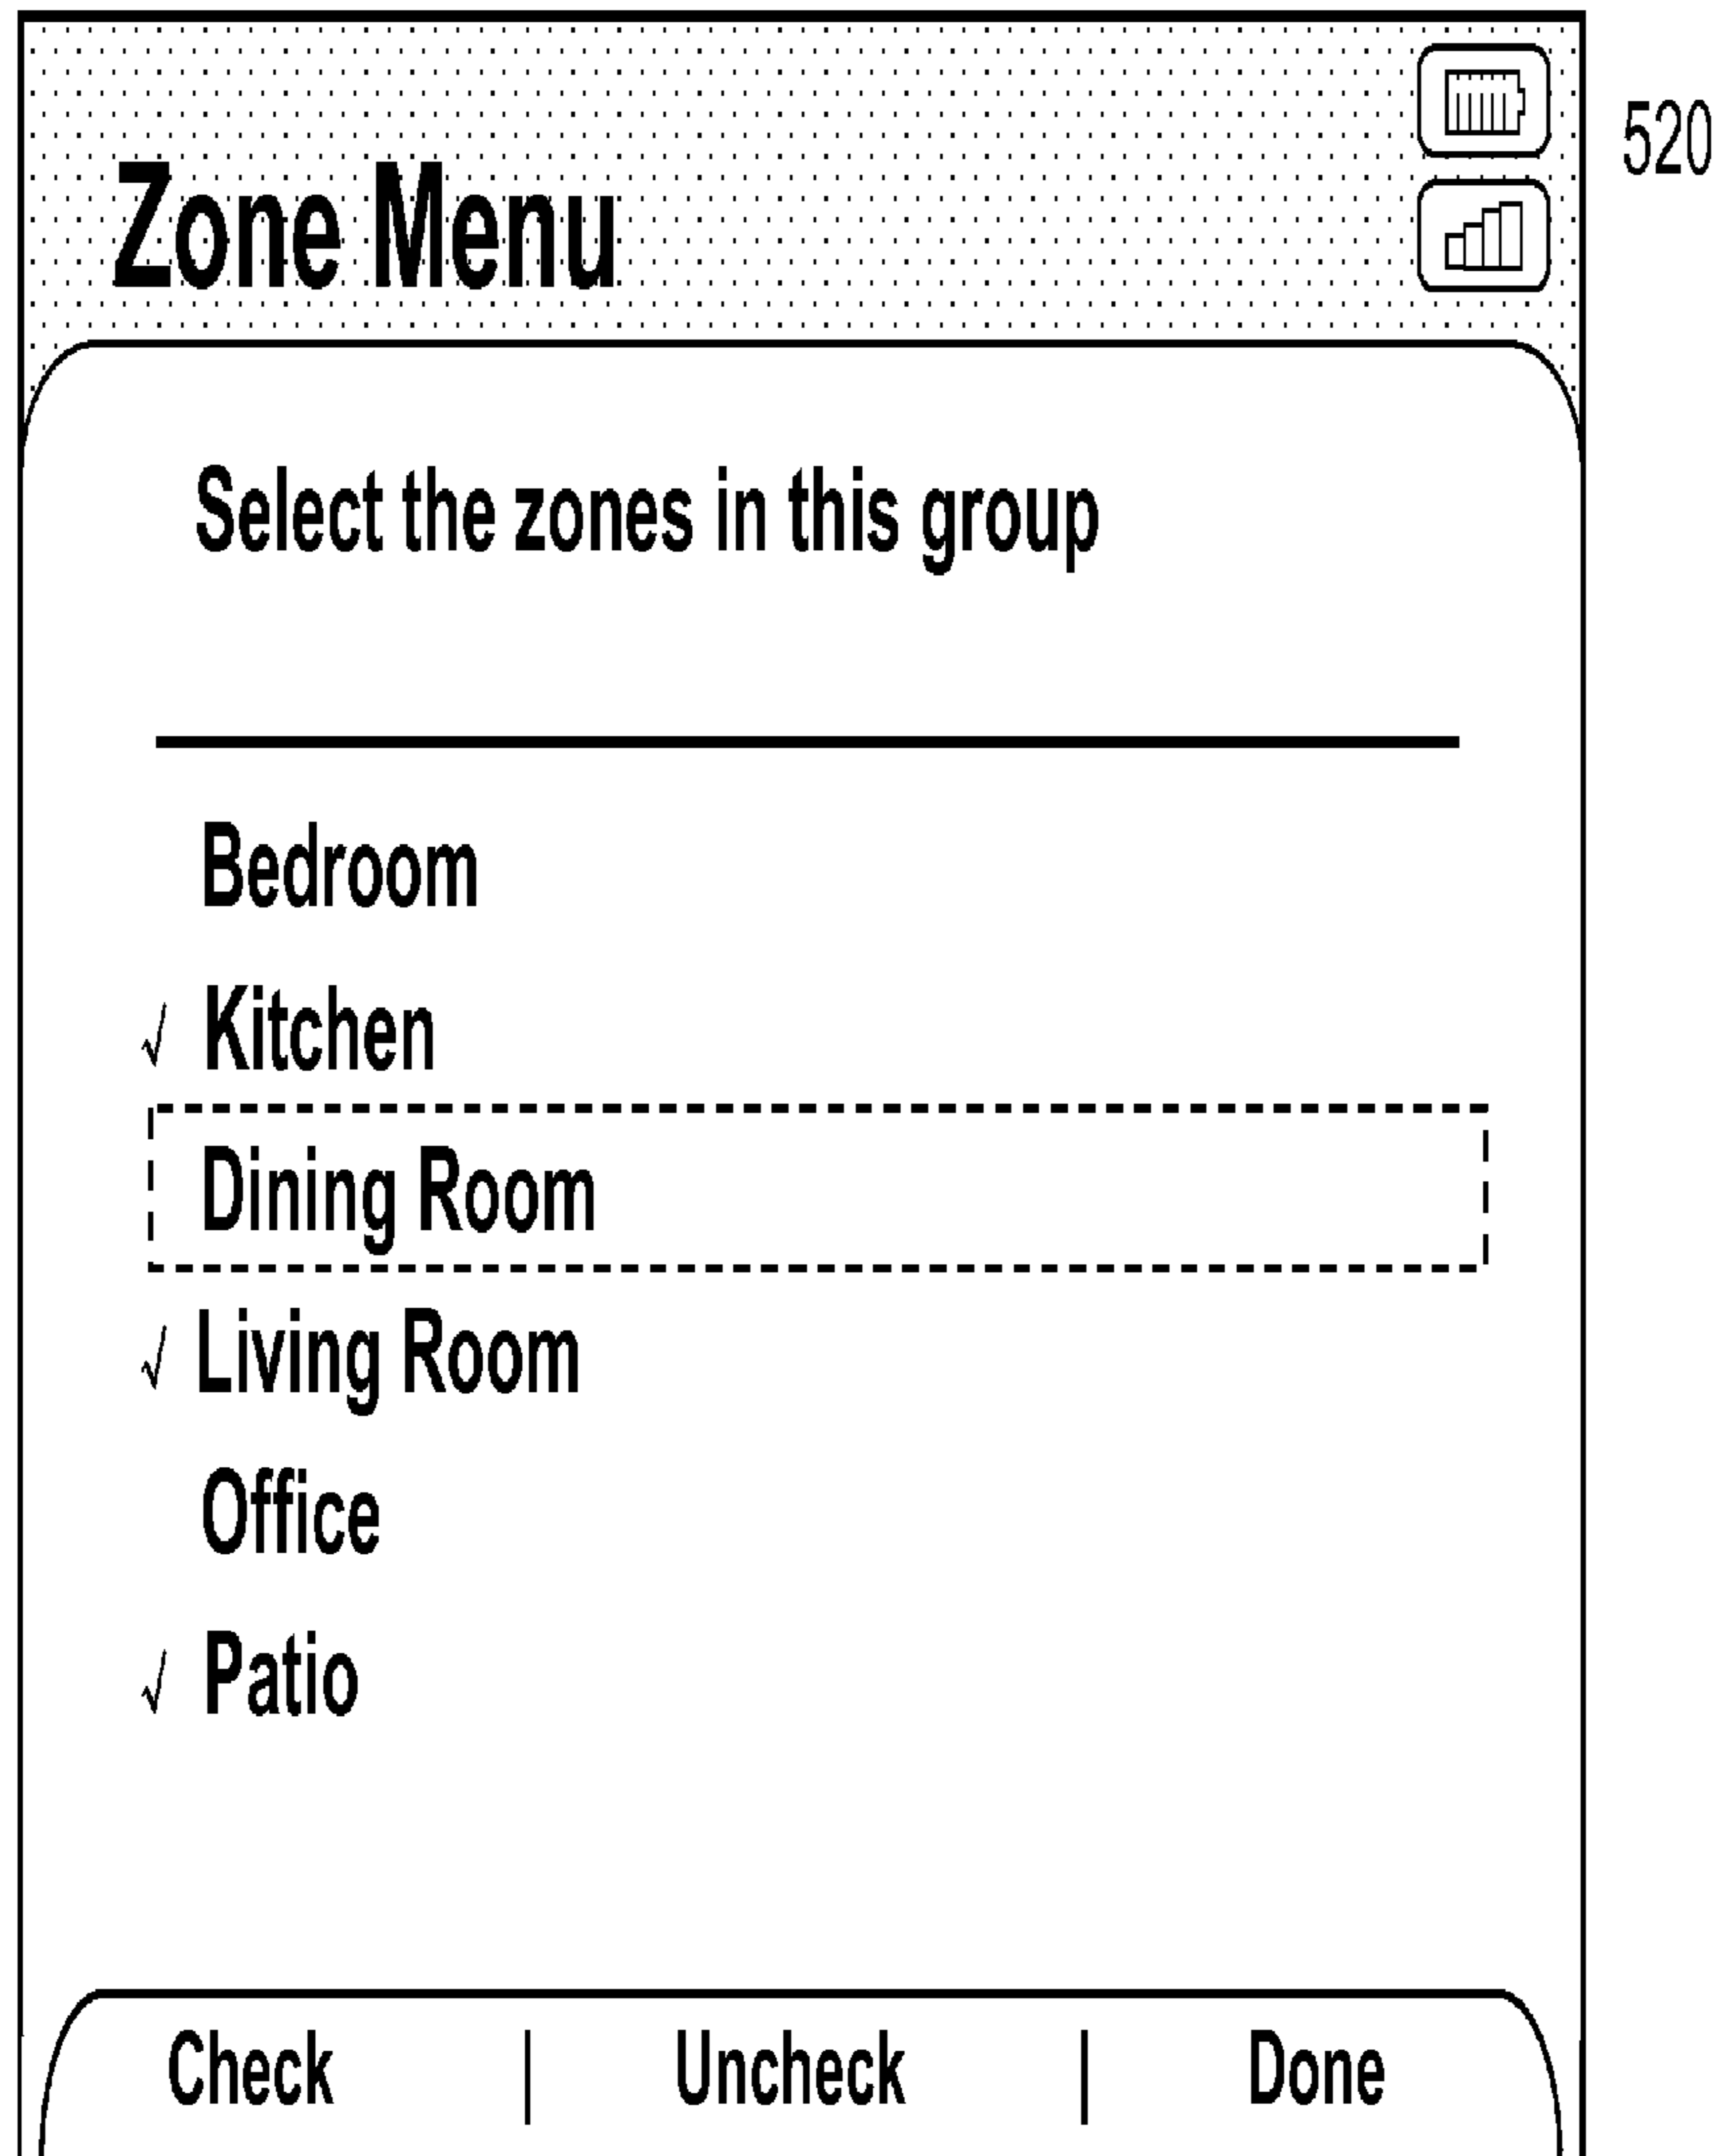 520
Zone Menu
Select the zones in this group
Bedroom
√ Kitchen
Dining Room
√ Living Room
Office
√ Patio
Check | Uncheck | Done